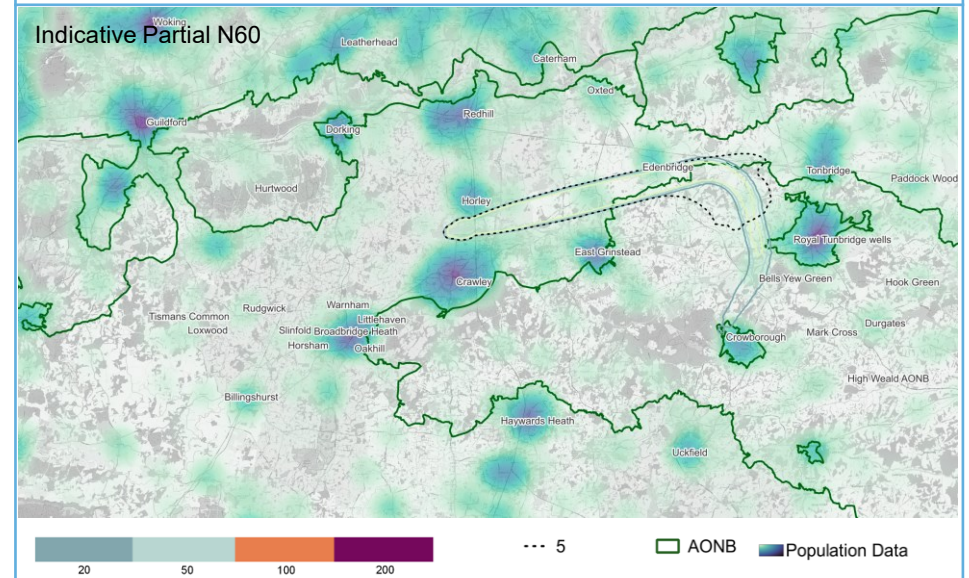 Woking
Indicative Partial N60
Leatherhead
Caterham
Oxted
Redhill
Guildford
Dorking
Edenbridge
Tonbridge
Paddock Wood
Hurtwood
Horley
Royal Tunbridge wells
East Grinstead
Crawley
Bells Yew Green
Hook Green
Warnham
Rudgwick
Tismans Common
Littlehaven
Loxwood
Slinfold
Broadbridge Heath
Durgates
Mark Cross
Crowborough
Horsham
Oakhill
High Weald AONB
Billingshurst
Haywards Heath
Uckfield
5
AONB
Population Data
20
50
100
200